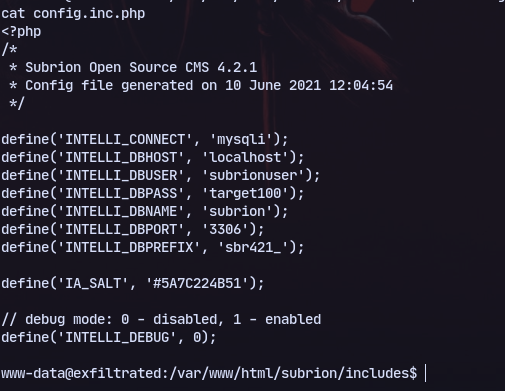 cat config.inc.php
<?php
/*
 * Subrion Open Source CMS 4.2.1
 * Config file generated on 10 June 2021 12:04:54
 */

define('INTELLI_CONNECT', 'mysqli');
define('INTELLI_DBHOST', 'localhost');
define('INTELLI_DBUSER', 'subrionuser');
define('INTELLI_DBPASS', 'target100');
define('INTELLI_DBNAME', 'subrion');
define('INTELLI_DBPORT', '3306');
define('INTELLI_DBPREFIX', 'sbr421_');

define('IA_SALT', '#5A7C224B51');

// debug mode: 0 - disabled, 1 - enabled
define('INTELLI_DEBUG', 0);

www-data@exfiltrated:/var/www/html/subrion/includes$